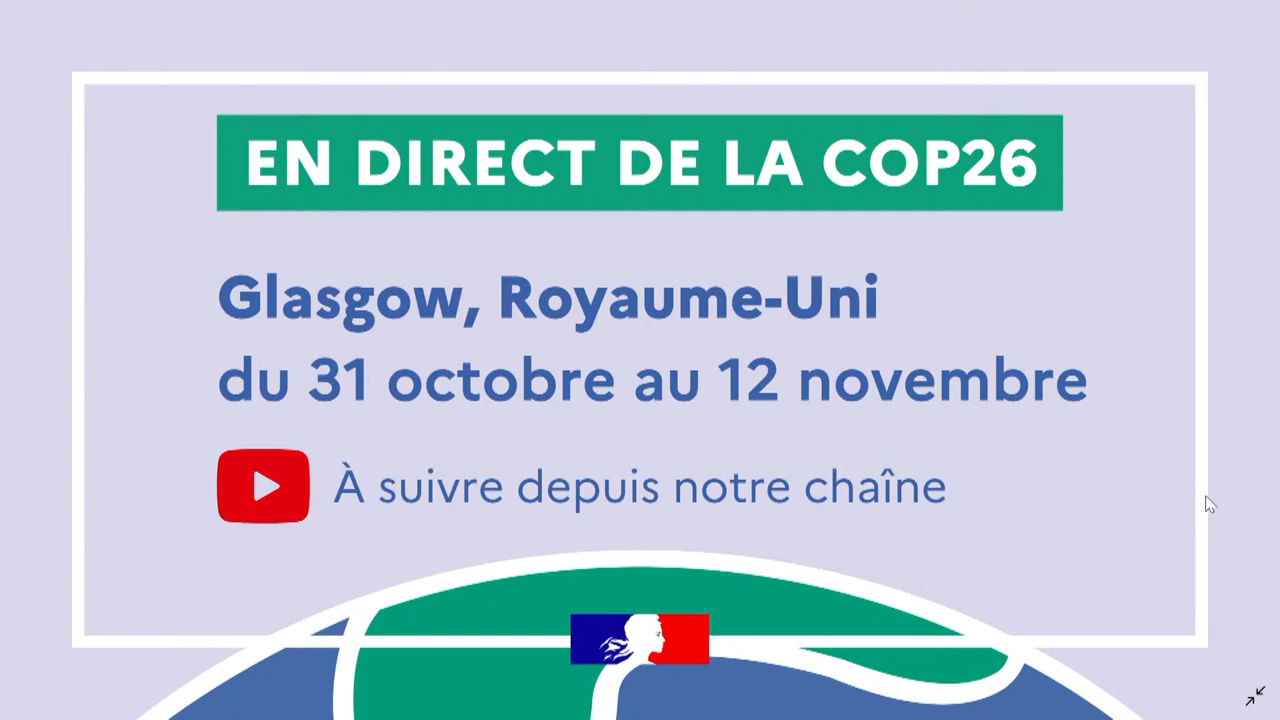 EN DIRECT DE LA COP26
Glasgow, Royaume-Uni
du 31 octobre au 12 novembre
À suivre depuis notre chaîne